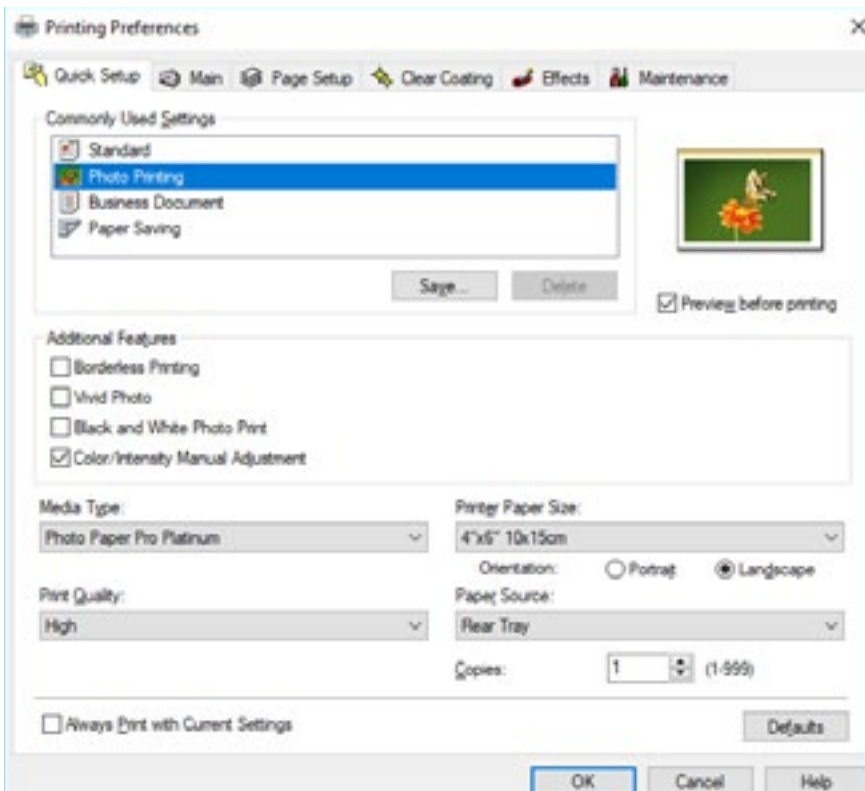 Printing Preferences
Quick Setup Main Page Setup Clear Coating Effects Maintenance
Commonly Used Settings
Standard
Photo Printing
Business Document
Paper Saving
Save... Delete
Preview before printing
Additional Features
Borderless Printing
Vivid Photo
Black and White Photo Print
Color/Intensity Manual Adjustment
Media Type: Printer Paper Size:
Photo Paper Pro Platinum 4"x6" 10x15cm
Orientation: Portrait Landscape
Print Quality: Paper Source:
High Rear Tray
Copies: 1 (1-999)
Always Print with Current Settings Defaults
OK Cancel Help